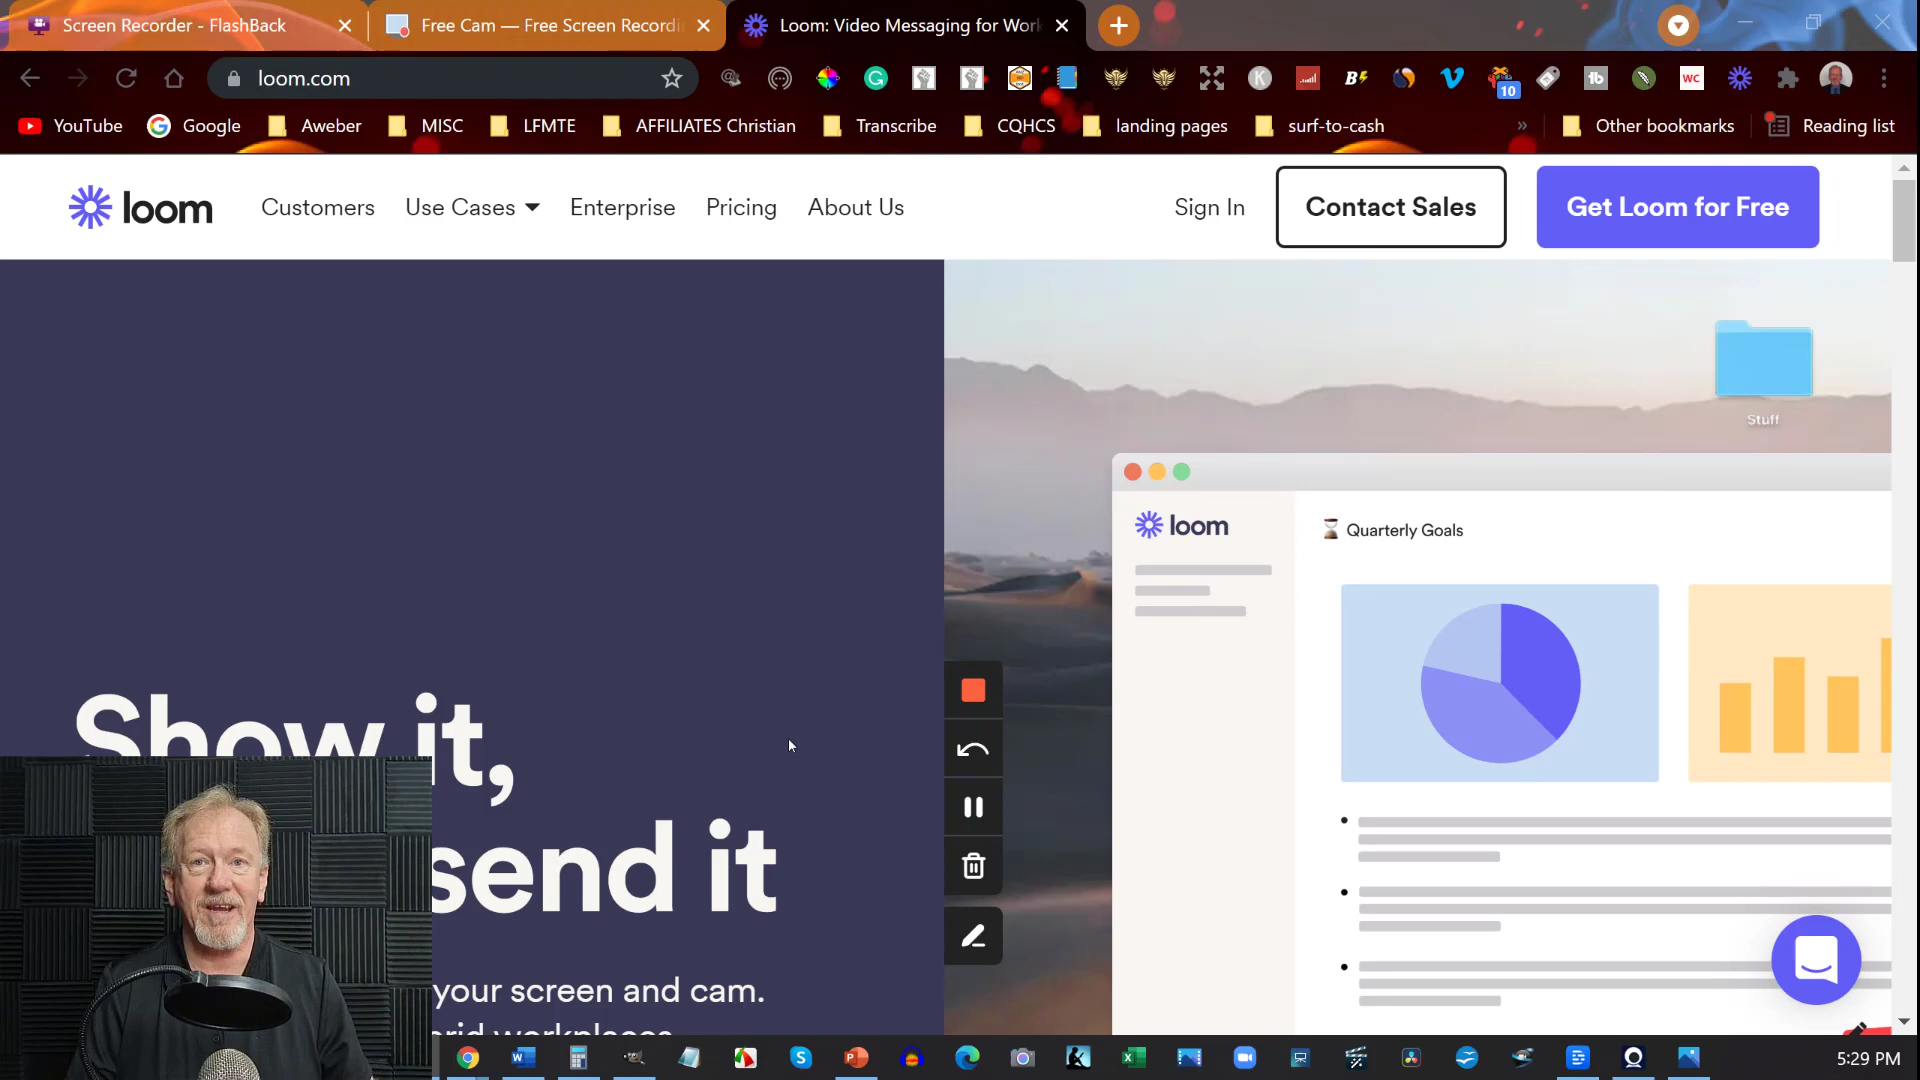 Screen Recorder - FlashBack
Free Cam — Free Screen Recordi
Loom: Video Messaging for Work
loom.com
10
WC
YouTube
Google
Aweber
MISC
LFMTE
AFFILIATES Christian
Transcribe
CQHCS
landing pages
surf-to-cash
»
Other bookmarks
Reading list
loom
Customers
Use Cases
Enterprise
Pricing
About Us
Sign In
Contact Sales
Get Loom for Free
Stuff
loom
Quarterly Goals
Show it,
send it
your screen and cam.
5:29 PM